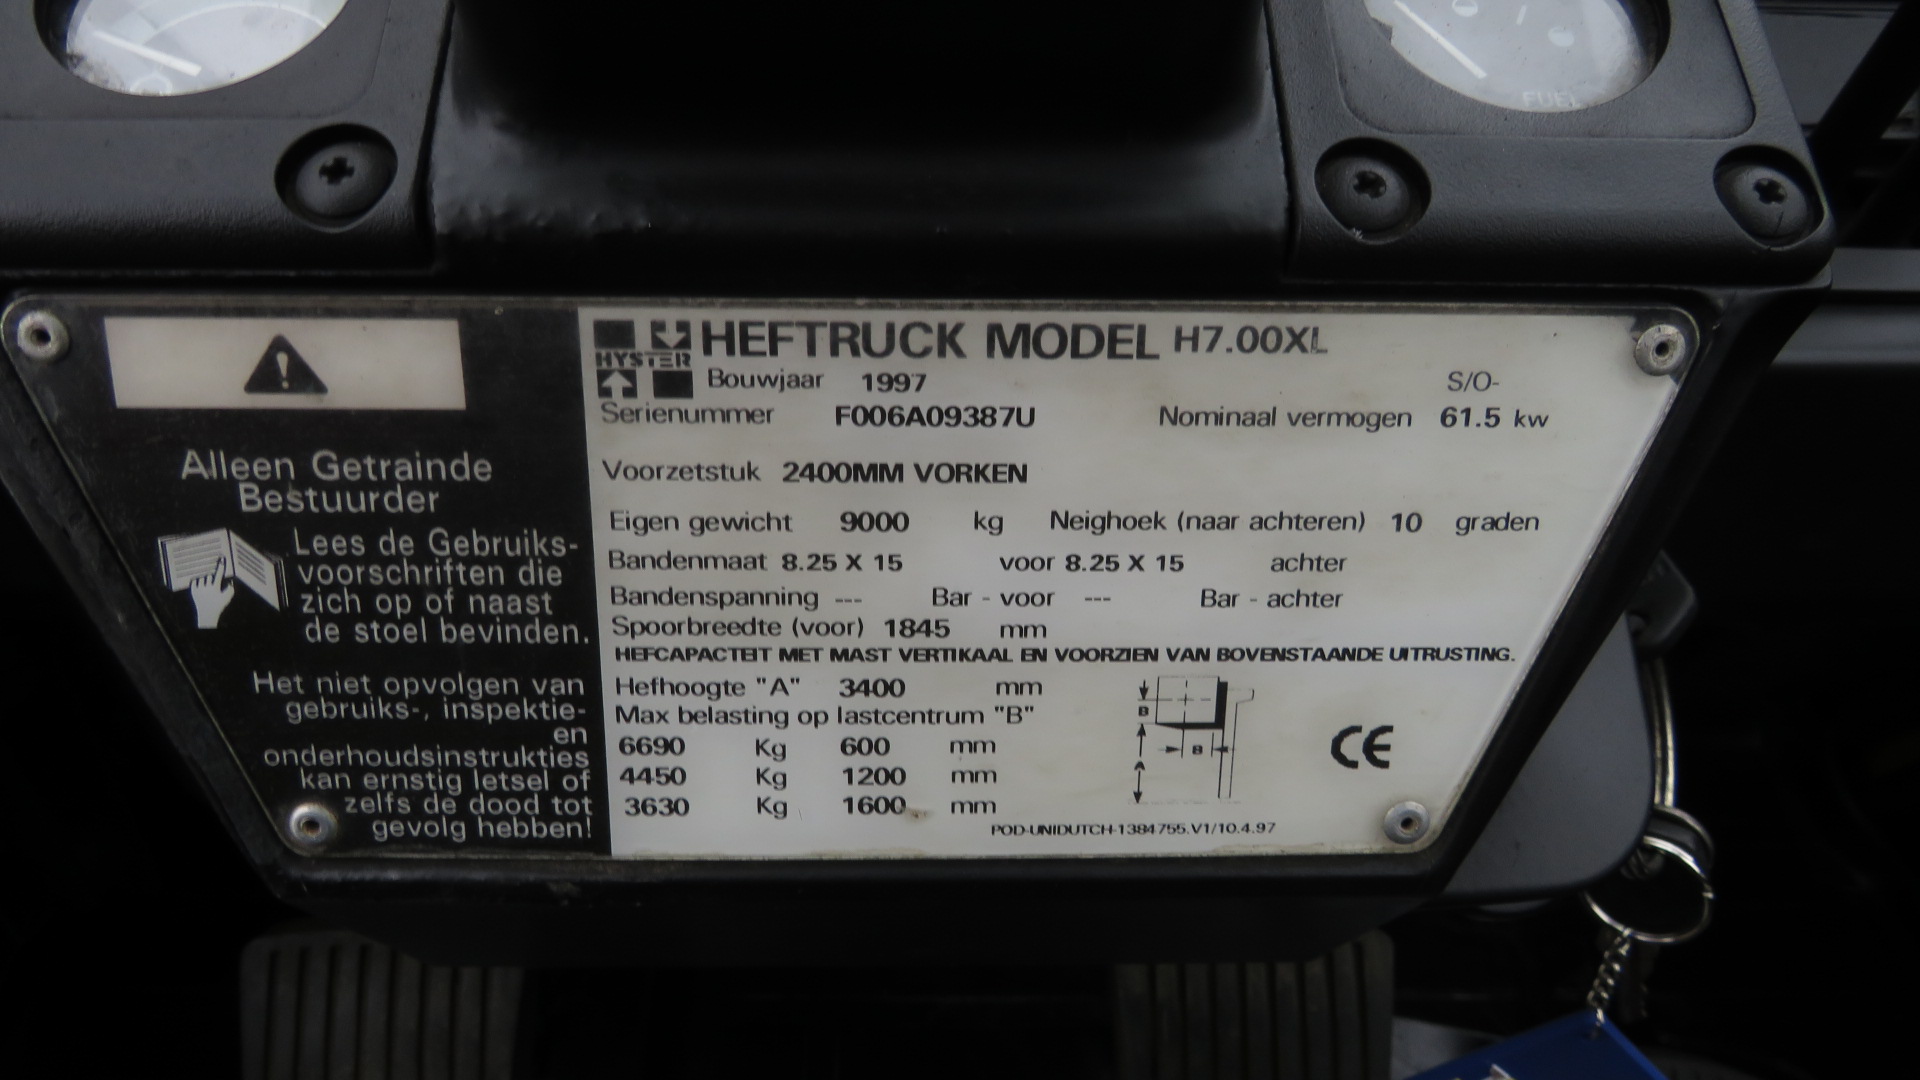 FUEL
Alleen Getrainde
Bestuurder
Lees de Gebruiks-
voorschriften die
zich op of naast
de stoel bevinden.
Het niet opvolgen van
gebruiks-, inspektie-
en
onderhoudsinstrukties
kan ernstig letsel of
zelfs de dood tot
gevolg hebben!
HYSTER
HEFTRUCK MODEL H7.00XL
Bouwjaar 1997 S/O-
Serienummer F006A09387U Nominaal vermogen 61.5 kw
Voorzetstuk 2400MM VORKEN
Eigen gewicht 9000 kg Neighoek (naar achteren) 10 graden
Bandenmaat 8.25 X 15 voor 8.25 X 15 achter
Bandenspanning --- Bar - voor --- Bar - achter
Spoorbreedte (voor) 1845 mm
HEFCAPACTEIT MET MAST VERTIKAAL EN VOORZIEN VAN BOVENSTAANDE UITRUSTING.
Hefhoogte "A" 3400 mm
Max belasting op lastcentrum "B"
6690 Kg 600 mm
4450 Kg 1200 mm
3630 Kg 1600 mm
B
B
A
CE
POD-UNIDUTCH-1384755.V1/10.4.97